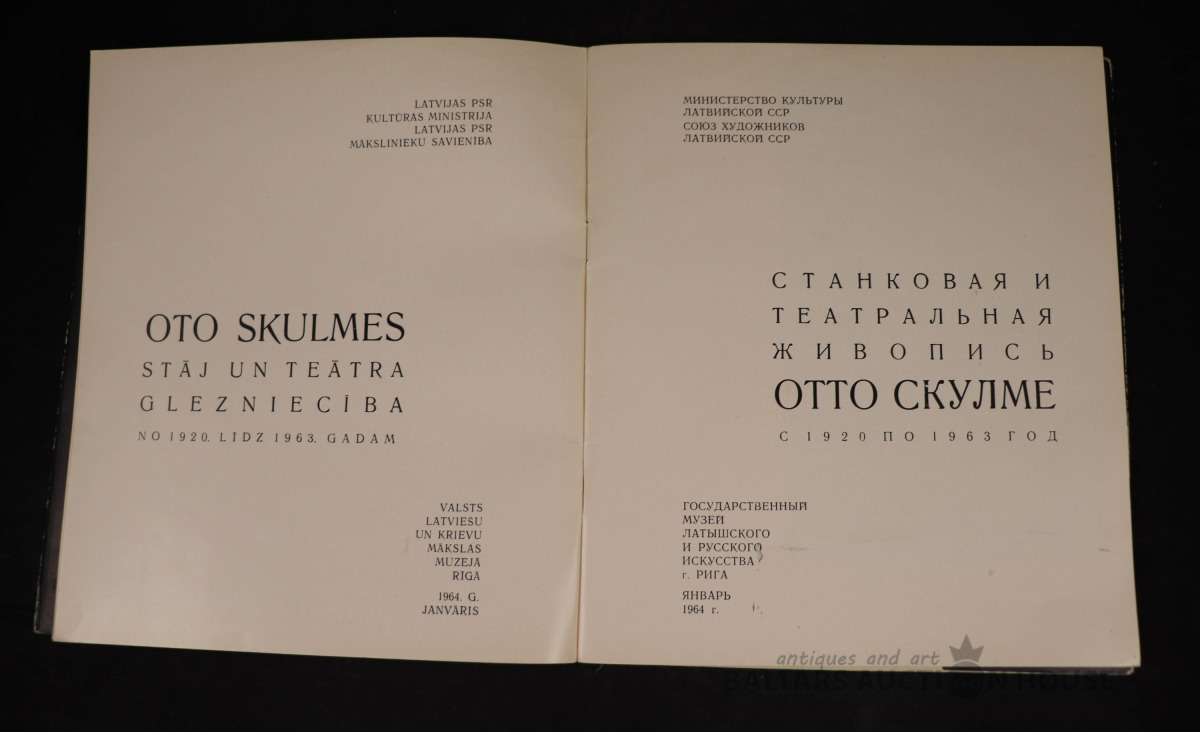 LATVIJAS PSR
KULTŪRAS MINISTRIJA
LATVIJAS PSR
MĀKSLINIEKU SAVIENĪBA
OTO SKULMES
STĀJ UN TEĀTRA
GLEZNIECĪBA
NO 1920. LĪDZ 1963. GADAM
VALSTS
LATVIEŠU
UN KRIEVU
MĀKSLAS
MUZEJĀ
RĪGĀ
1964. G.
JANVĀRIS
МИНИСТЕРСТВО КУЛЬТУРЫ
ЛАТВИЙСКОЙ ССР
СОЮЗ ХУДОЖНИКОВ
ЛАТВИЙСКОЙ ССР
СТАНКОВАЯ И
ТЕАТРАЛЬНАЯ
ЖИВОПИСЬ
ОТТО СКУЛМЕ
С 1920 ПО 1963 ГОД
ГОСУДАРСТВЕННЫЙ
МУЗЕЙ
ЛАТЫШСКОГО
И РУССКОГО
ИСКУССТВА
г. РИГА
ЯНВАРЬ
1964 г.
antiques and art
BALTARS AUCTION HOUSE